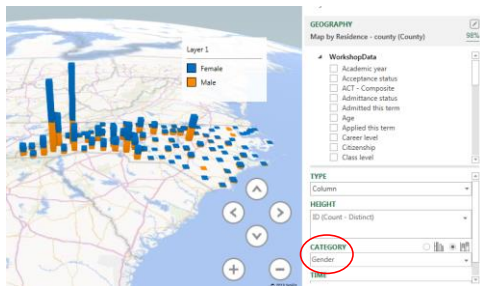 Layer 1
Female
Male
GEOGRAPHY
Map by Residence - county (County)
98%
WorkshopData
Academic year
Acceptance status
ACT - Composite
Admittance status
Admitted this term
Age
Applied this term
Career level
Citizenship
Class level
TYPE
Column
HEIGHT
ID (Count - Distinct)
CATEGORY
Gender
TIME